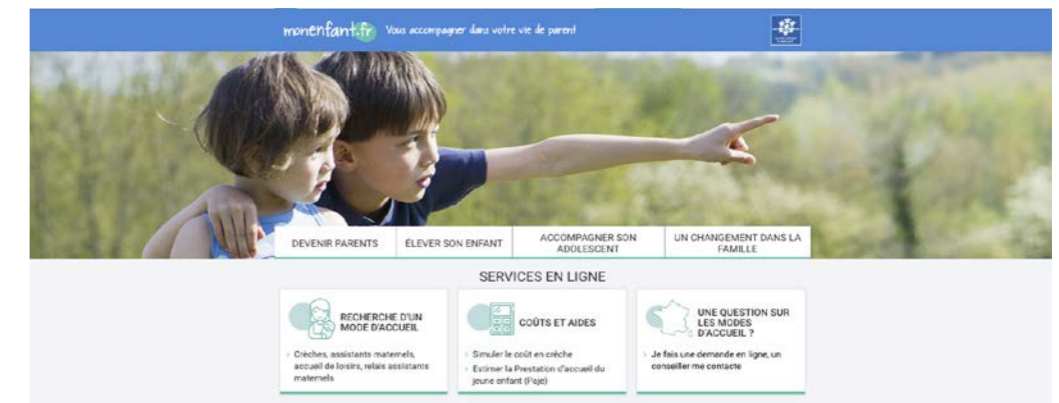 monenfant.fr Vous accompagner dans votre vie de parent
DEVENIR PARENTS
ÉLEVER SON ENFANT
ACCOMPAGNER SON
ADOLESCENT
UN CHANGEMENT DANS LA
FAMILLE
SERVICES EN LIGNE
RECHERCHE D'UN
MODE D'ACCUEIL
Crèches, assistants maternels,
accueil de loisirs, relais assistants
maternels
COÛTS ET AIDES
Simuler le coût en crèche
Estimer la Prestation d'accueil du
jeune enfant (Paje)
UNE QUESTION SUR
LES MODES
D'ACCUEIL ?
Je fais une demande en ligne, un
conseiller me contacte